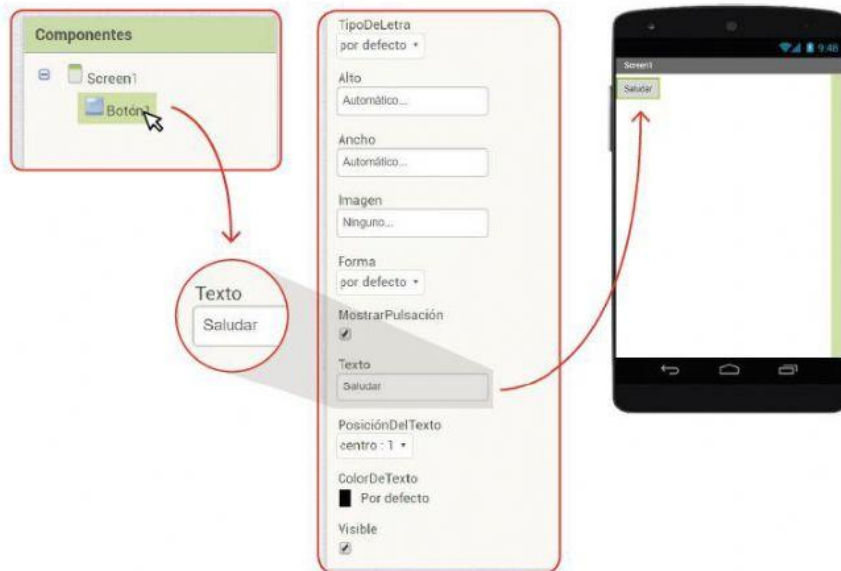 Componentes
Screen1
Botón1
Texto
Saludar
TipoDeLetra
por defecto
Alto
Automático...
Ancho
Automático...
Imagen
Ninguno...
Forma
por defecto
MostrarPulsación
Texto
Saludar
PosiciónDelTexto
centro : 1
ColorDeTexto
Por defecto
Visible
9:48
Screen1
Saludar